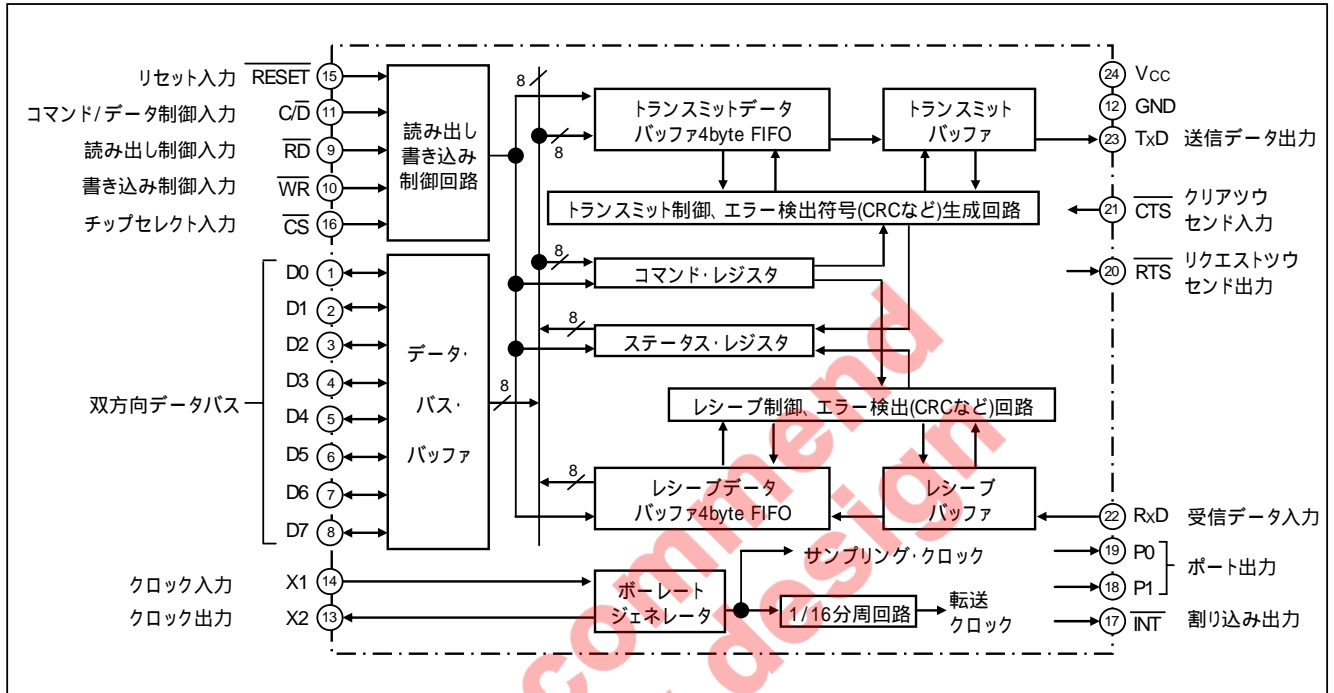 リセット入力 RESET 15
コマンド/データ制御入力 C/D 11
読み出し制御入力 RD 9
書き込み制御入力 WR 10
チップセレクト入力 CS 16
読み出し
書き込み
制御回路
双方向データバス
D0 1
D1 2
D2 3
D3 4
D4 5
D5 6
D6 7
D7 8
データ・
バス・
バッファ
8
クロック入力 X1 14
クロック出力 X2 13
8
8
トランスミットデータ
バッファ4byte FIFO
トランスミット
バッファ
トランスミット制御、エラー検出符号(CRCなど)生成回路
8
コマンド・レジスタ
8
ステータス・レジスタ
レシーブ制御、エラー検出(CRCなど)回路
8
レシーブデータ
バッファ4byte FIFO
レシーブ
バッファ
ボーレート
ジェネレータ
サンプリング・クロック
1/16分周回路
転送
クロック
24 VCC
12 GND
23 TxD 送信データ出力
21 CTS クリアツウ
センド入力
20 RTS リクエストツウ
センド出力
22 RxD 受信データ入力
19 P0
18 P1
ポート出力
17 INT 割り込み出力
commend
design